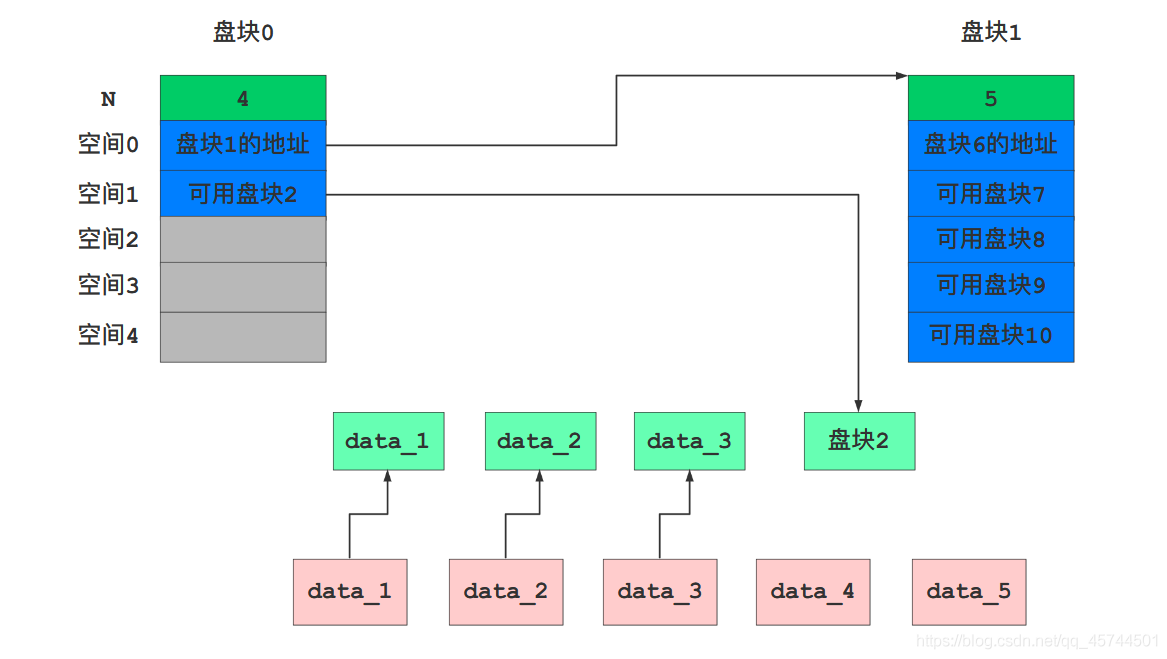 盘块0
盘块1
N
4
5
空间0
盘块1的地址
盘块6的地址
空间1
可用盘块2
可用盘块7
空间2
可用盘块8
空间3
可用盘块9
空间4
可用盘块10
data_1
data_2
data_3
盘块2
data_1
data_2
data_3
data_4
data_5
https://blog.csdn.net/qq_45744501